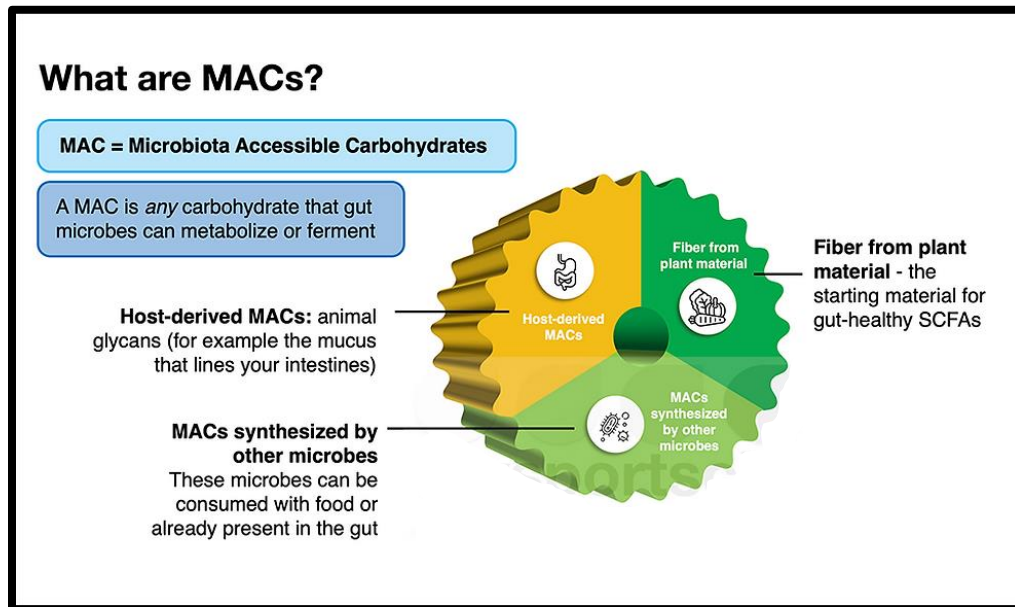 What are MACs?
MAC = Microbiota Accessible Carbohydrates
A MAC is any carbohydrate that gut
microbes can metabolize or ferment
Fiber from
plant material
Fiber from plant
material - the
starting material for
gut-healthy SCFAs
Host-derived MACs: animal
glycans (for example the mucus
that lines your intestines)
Host-derived
MACs
MACs synthesized by
other microbes
These microbes can be
consumed with food or
already present in the gut
MACs
synthesized
by other
microbes